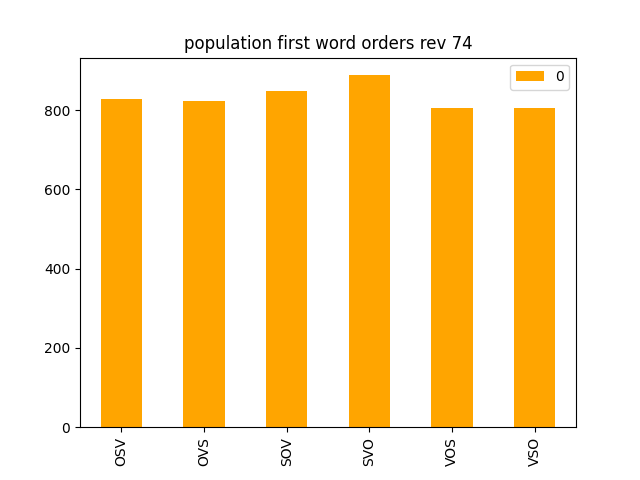 population first word orders rev 74
0
800
600
400
200
0
OSV
OVS
SOV
SVO
VOS
VSO